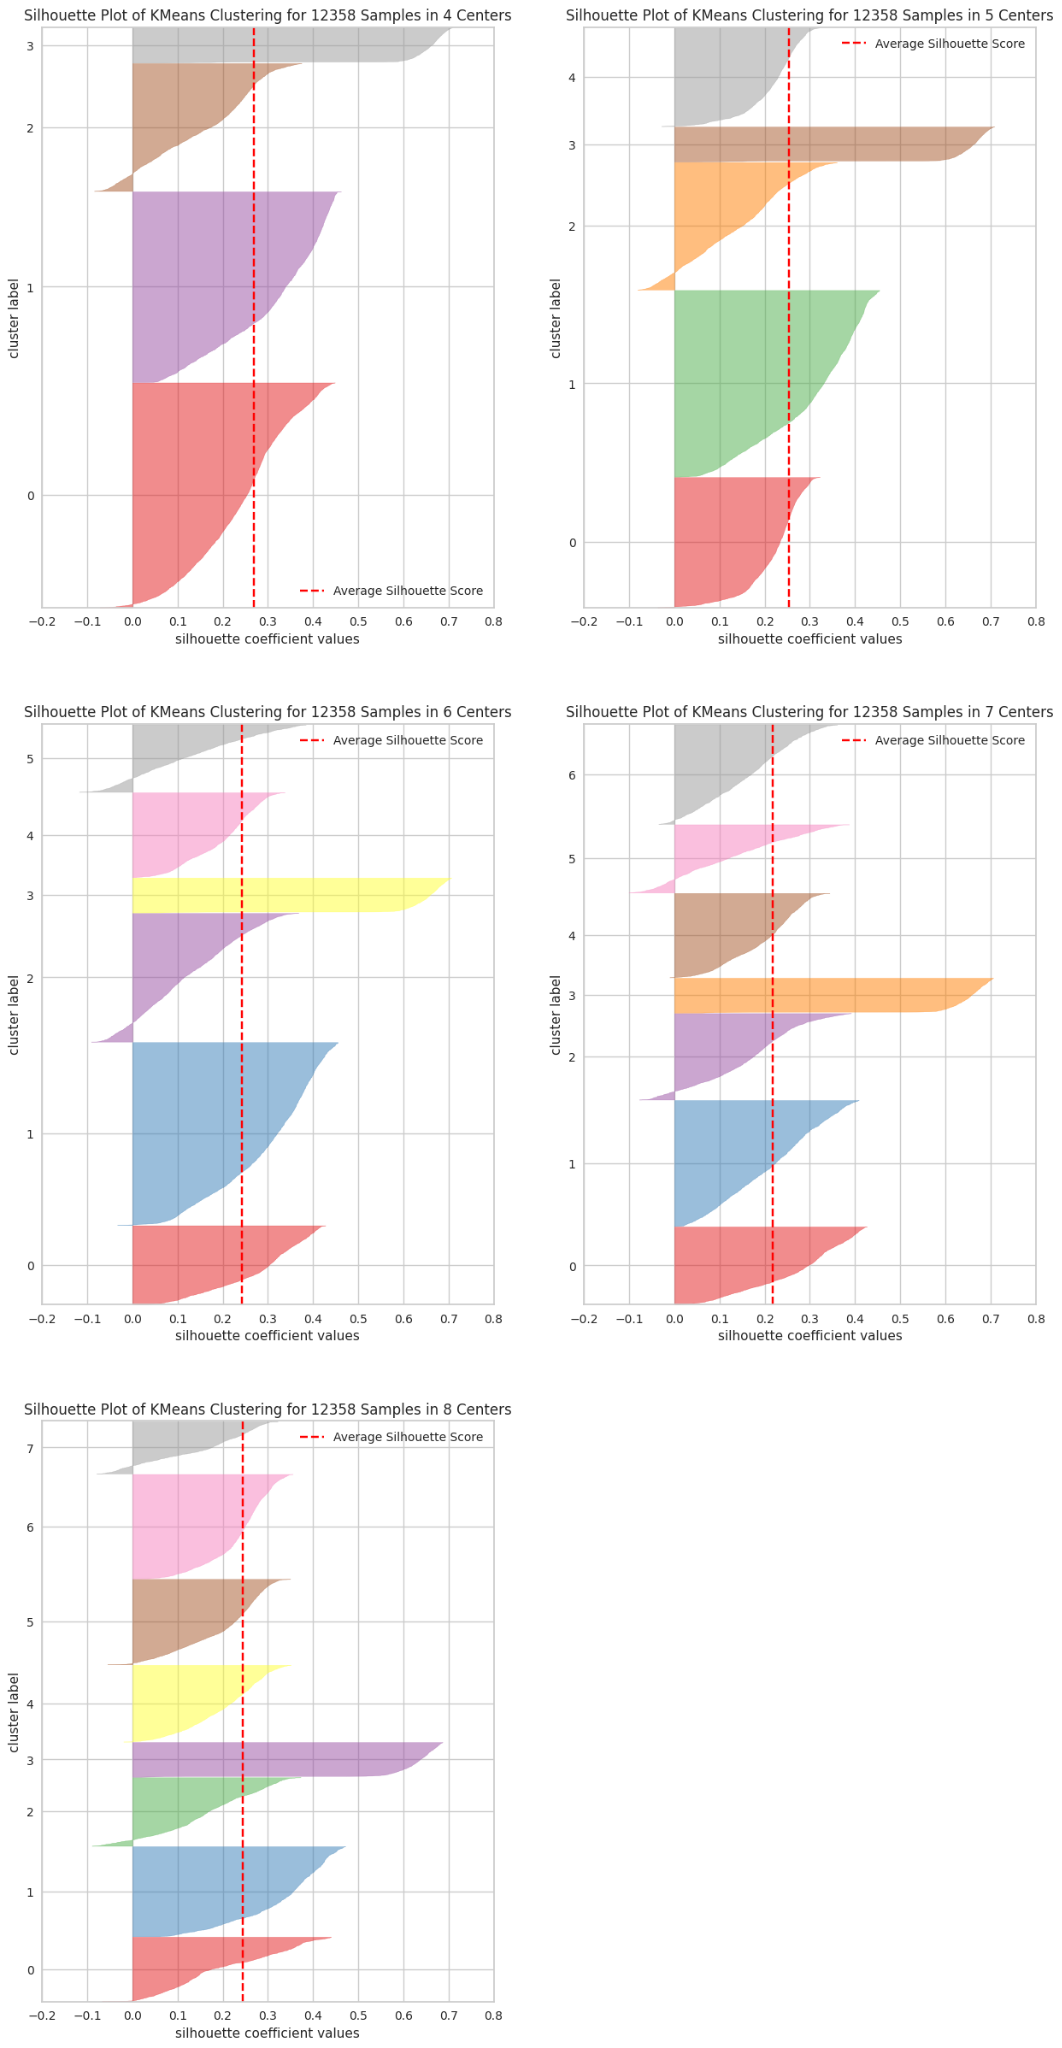 Silhouette Plot of KMeans Clustering for 12358 Samples in 4 Centers
3
2
1
0
cluster label
Average Silhouette Score
−0.2 −0.1 0.0 0.1 0.2 0.3 0.4 0.5 0.6 0.7 0.8
silhouette coefficient values
Silhouette Plot of KMeans Clustering for 12358 Samples in 5 Centers
Average Silhouette Score
4
3
2
1
0
cluster label
−0.2 −0.1 0.0 0.1 0.2 0.3 0.4 0.5 0.6 0.7 0.8
silhouette coefficient values
Silhouette Plot of KMeans Clustering for 12358 Samples in 6 Centers
Average Silhouette Score
5
4
3
2
1
0
cluster label
−0.2 −0.1 0.0 0.1 0.2 0.3 0.4 0.5 0.6 0.7 0.8
silhouette coefficient values
Silhouette Plot of KMeans Clustering for 12358 Samples in 7 Centers
Average Silhouette Score
6
5
4
3
2
1
0
cluster label
−0.2 −0.1 0.0 0.1 0.2 0.3 0.4 0.5 0.6 0.7 0.8
silhouette coefficient values
Silhouette Plot of KMeans Clustering for 12358 Samples in 8 Centers
Average Silhouette Score
7
6
5
4
3
2
1
0
cluster label
−0.2 −0.1 0.0 0.1 0.2 0.3 0.4 0.5 0.6 0.7 0.8
silhouette coefficient values